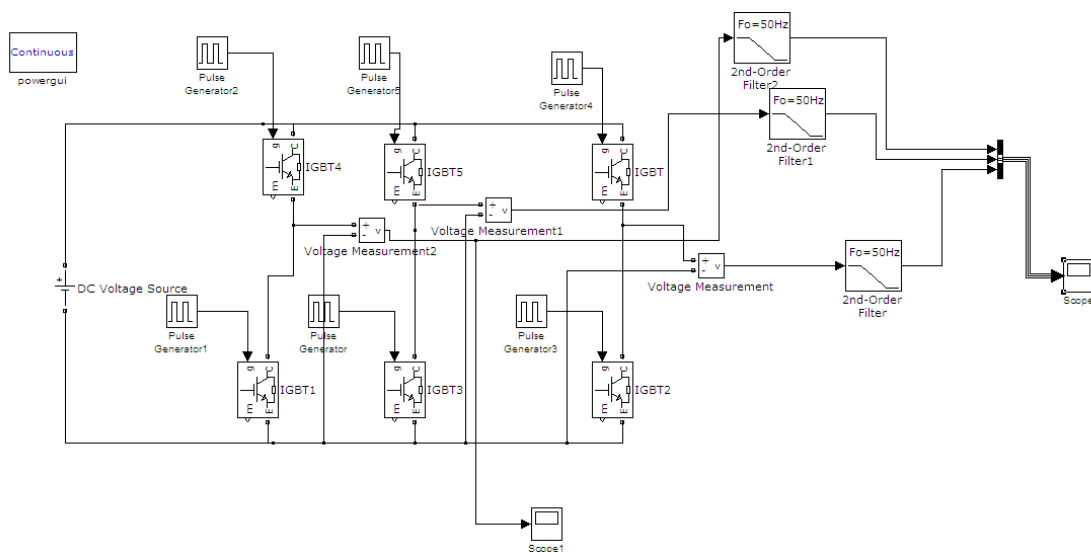 Continuous
powergui
Pulse
Generator2
Pulse
Generator5
Pulse
Generator4
Fo=50Hz
2nd-Order
Filter2
Fo=50Hz
2nd-Order
Filter1
g
C
m
E
IGBT4
g
C
m
E
IGBT5
g
C
m
E
IGBT
+
-
v
Voltage Measurement1
+
-
v
Voltage Measurement2
+
-
v
Voltage Measurement
Fo=50Hz
2nd-Order
Filter
Scope
+
DC Voltage Source
Pulse
Generator1
Pulse
Generator
Pulse
Generator3
g
C
m
E
IGBT1
g
C
m
E
IGBT3
g
C
m
E
IGBT2
Scope1